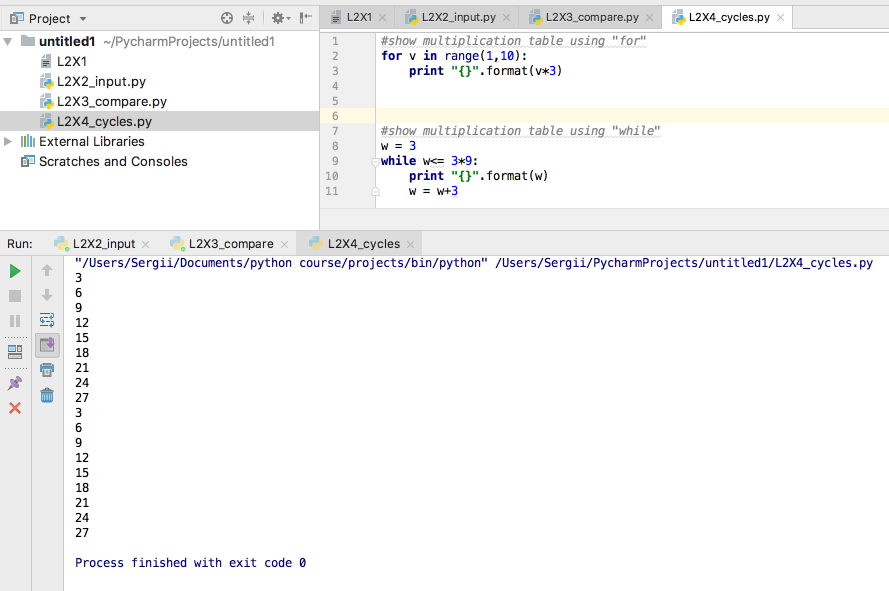 Project
L2X1 L2X2_input.py L2X3_compare.py L2X4_cycles.py
untitled1 ~/PycharmProjects/untitled1
L2X1
L2X2_input.py
L2X3_compare.py
L2X4_cycles.py
External Libraries
Scratches and Consoles
1 #show multiplication table using "for"
2 for v in range(1,10):
3     print "{}".format(v*3)
4
5
6
7 #show multiplication table using "while"
8 w = 3
9 while w<= 3*9:
10     print "{}".format(w)
11     w = w+3
Run: L2X2_input L2X3_compare L2X4_cycles
"/Users/Sergii/Documents/python course/projects/bin/python" /Users/Sergii/PycharmProjects/untitled1/L2X4_cycles.py
3
6
9
12
15
18
21
24
27
3
6
9
12
15
18
21
24
27
Process finished with exit code 0